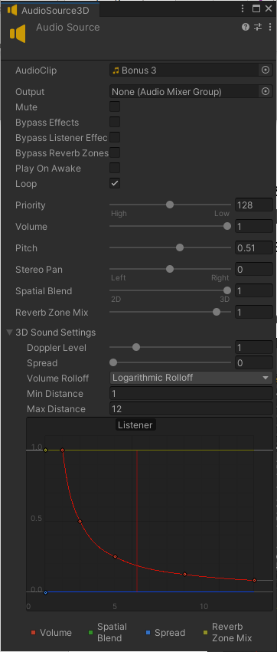 AudioSource3D
Audio Source
AudioClip
Bonus 3
Output
None (Audio Mixer Group)
Mute
Bypass Effects
Bypass Listener Effec
Bypass Reverb Zones
Play On Awake
Loop
Priority
128
High
Low
Volume
1
Pitch
0.51
Stereo Pan
0
Left
Right
Spatial Blend
1
2D
3D
Reverb Zone Mix
1
3D Sound Settings
Doppler Level
1
Spread
0
Volume Rolloff
Logarithmic Rolloff
Min Distance
1
Max Distance
12
Listener
1.0
0.5
0.0
0
5
10
Volume
Spatial
Blend
Spread
Reverb
Zone Mix